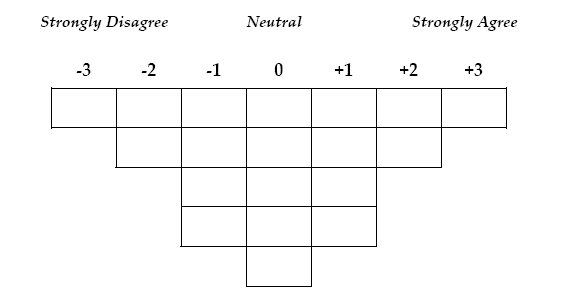 Strongly Disagree Neutral Strongly Agree
-3 -2 -1 0 +1 +2 +3